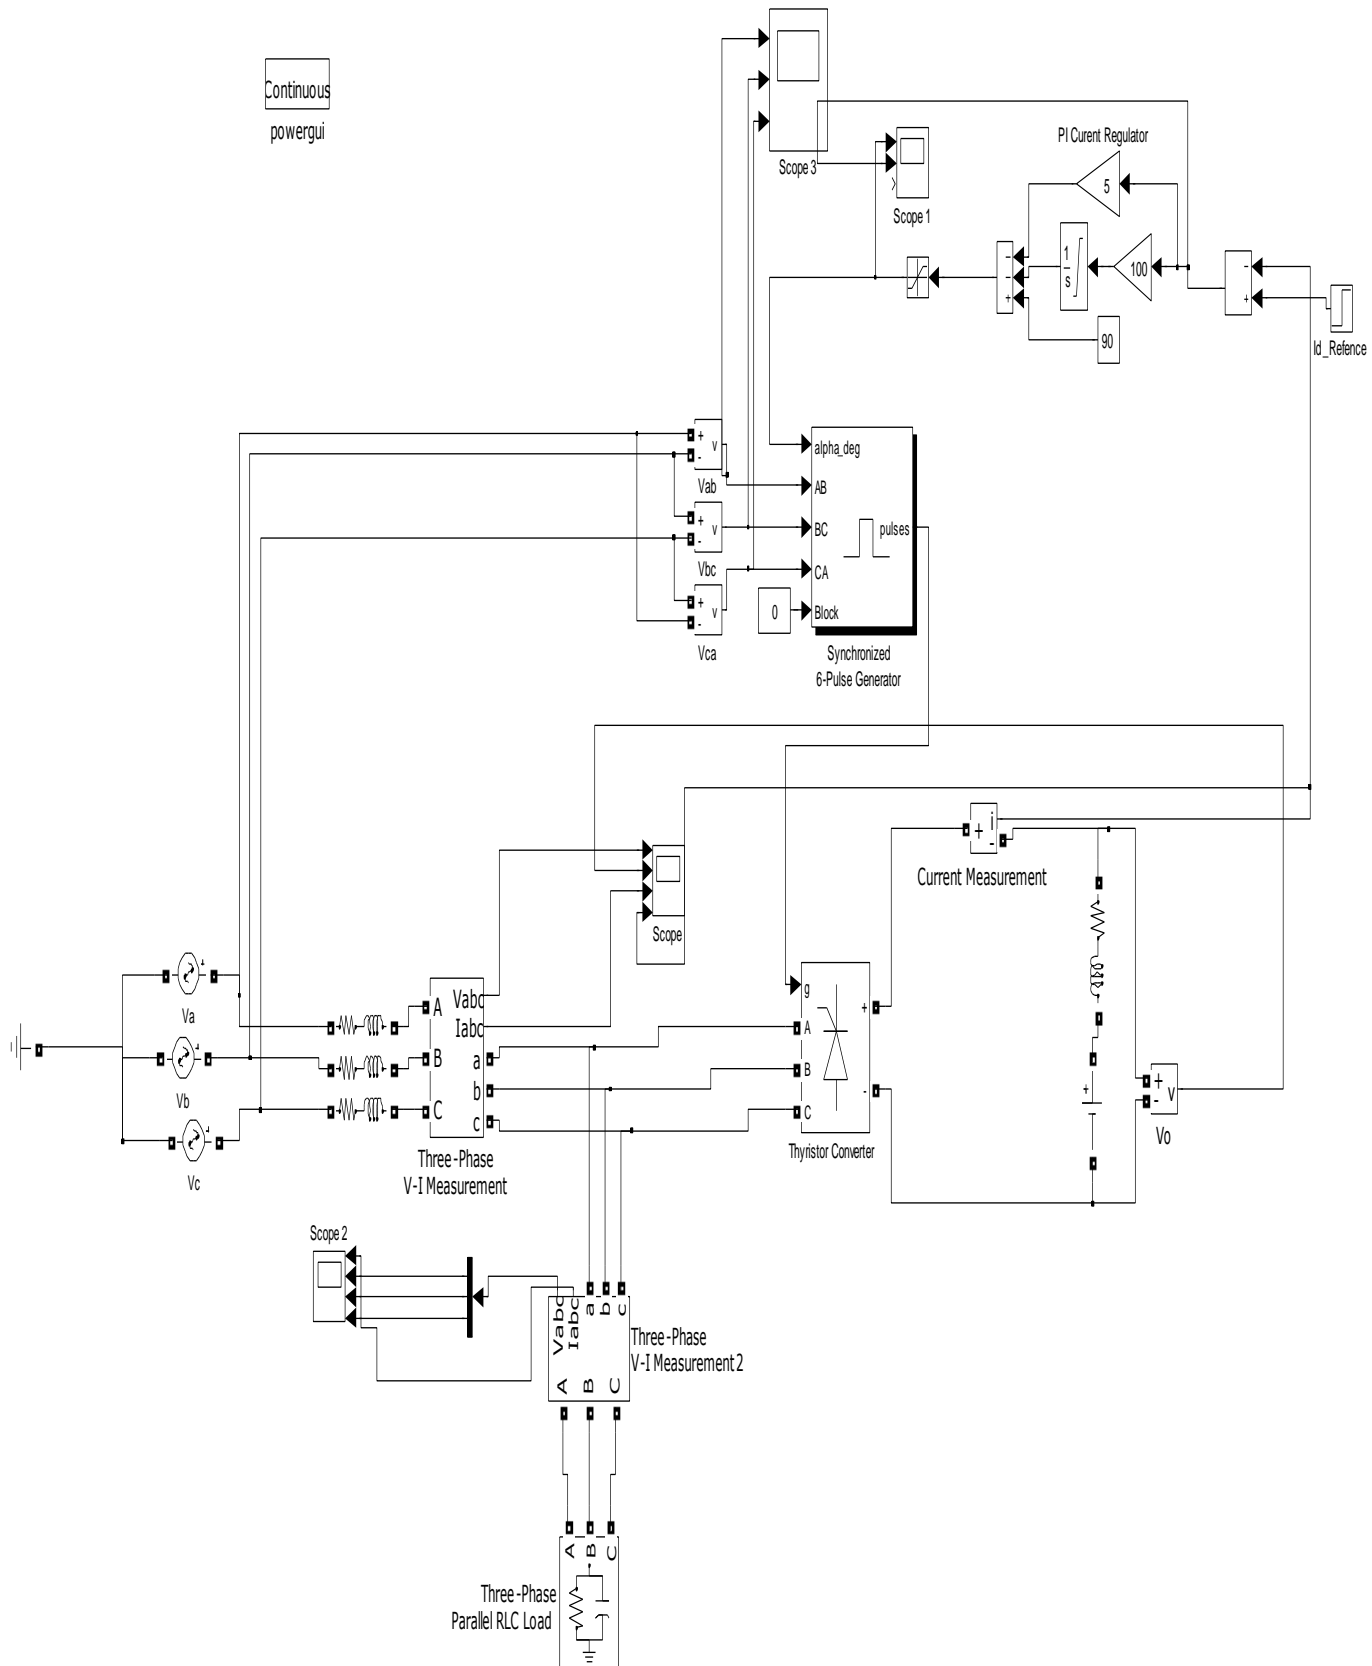 Continuous
powergui
Scope 3
Scope 1
PI Curent Regulator
5
1
s
100
-
-
+
90
-
+
Id_Refence
+
-
v
Vab
+
-
v
Vbc
+
-
v
Vca
alpha_deg
AB
BC
CA
Block
pulses
0
Synchronized
6-Pulse Generator
Scope
+
i
-
Current Measurement
+
Va
+
Vb
+
Vc
A
B
C
Vabc
Iabc
a
b
c
Three-Phase
V-I Measurement
g
A
B
C
+
-
Thyristor Converter
+
+
-
v
Vo
Scope 2
Vabc
Iabc
a
b
c
A
B
C
Three-Phase
V-I Measurement 2
A
B
C
Three-Phase
Parallel RLC Load